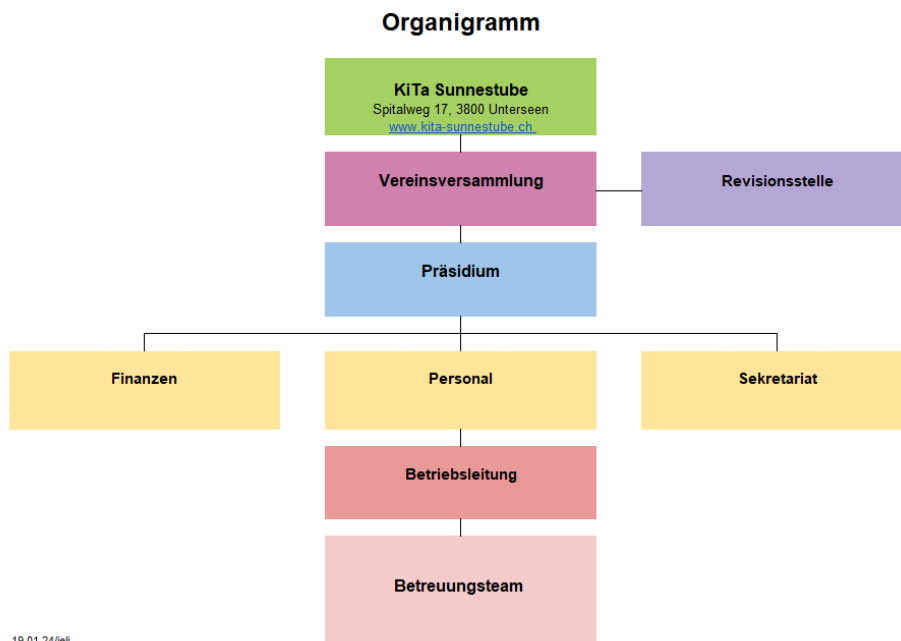 Organigramm
KiTa Sunnestube
Spitalweg 17, 3800 Unterseen
www.kita-sunnestube.ch
Vereinsversammlung
Revisionsstelle
Präsidium
Finanzen
Personal
Sekretariat
Betriebsleitung
Betreuungsteam